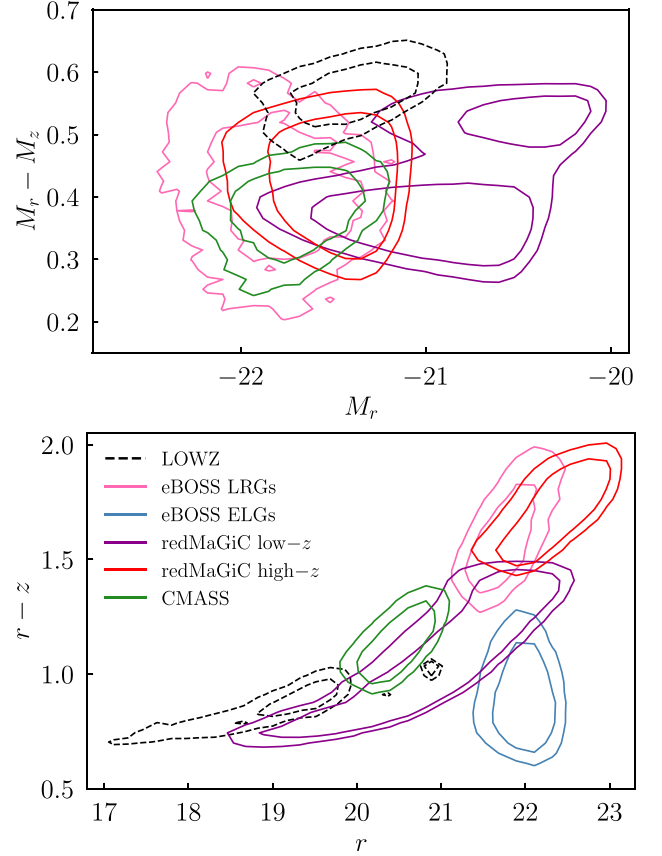 0.7
0.6
0.5
0.4
0.3
0.2
M_r − M_z
−22 −21 −20
M_r
2.0
1.5
1.0
0.5
r − z
LOWZ
eBOSS LRGs
eBOSS ELGs
redMaGiC low−z
redMaGiC high−z
CMASS
17 18 19 20 21 22 23
r